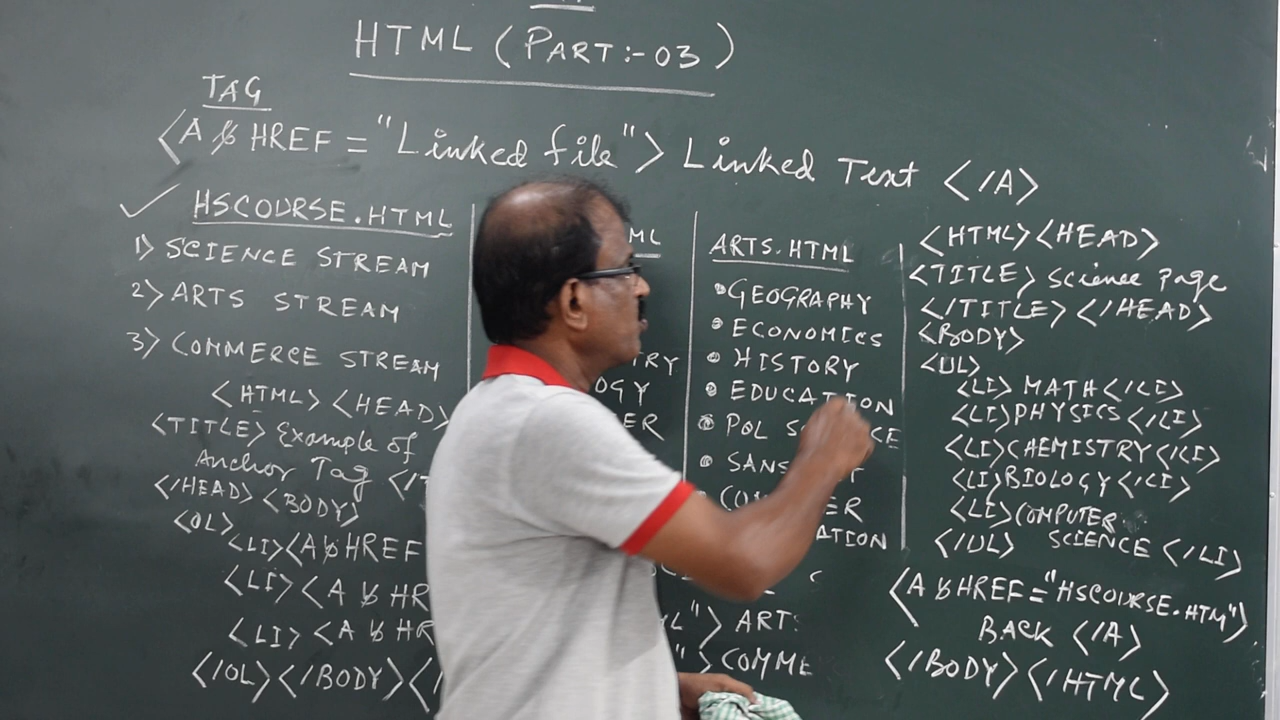 HTML (PART:-03)
TAG
<A ␢ HREF = "Linked file"> Linked Text </A>
HSCOURSE.HTML
1) SCIENCE STREAM
2) ARTS STREAM
3) COMMERCE STREAM
<HTML> <HEAD>
<TITLE> Example of
Anchor Tag
</HEAD> <BODY>
<OL>
<LI> <A ␢ HREF
<LI> <A ␢ HR
<LI> <A ␢ HR
</OL> </BODY>
ML
TRY
OGY
ER
ARTS.HTML
• GEOGRAPHY
• ECONOMICS
• HISTORY
• EDUCATION
• POL
• SANS
ER
ATION
"> ART
"> COMME
<HTML> <HEAD>
<TITLE> Science Page
</TITLE> </HEAD>
<BODY>
<UL>
<LI> MATH </LI>
<LI> PHYSICS </LI>
<LI> CHEMISTRY </LI>
<LI> BIOLOGY </LI>
<LI> COMPUTER
SCIENCE </LI>
</UL>
<A ␢ HREF="HSCOURSE.HTM">
BACK </A>
</BODY> </HTML>